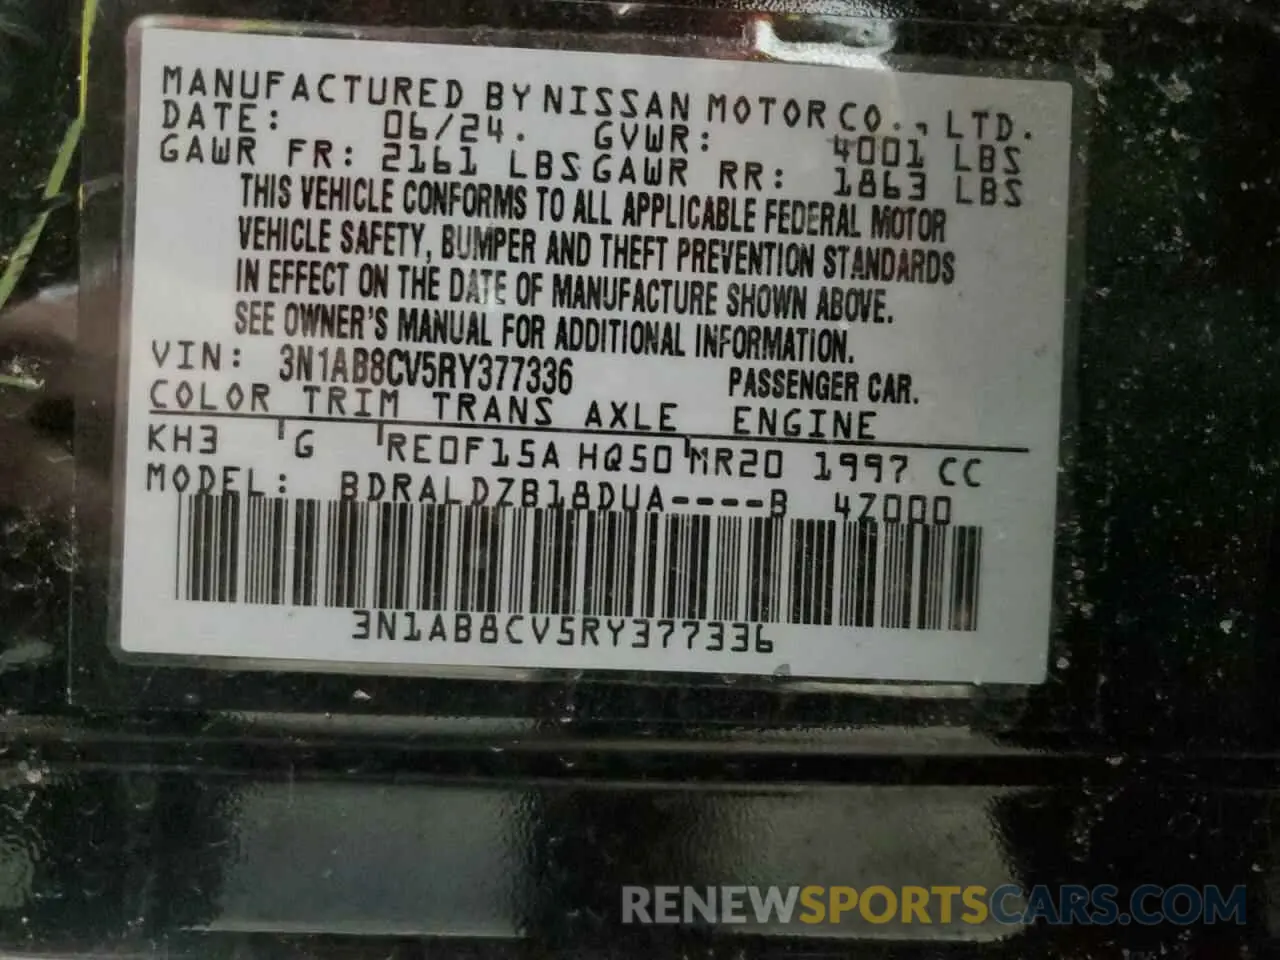 MANUFACTURED BY NISSAN MOTOR CO., LTD.
DATE: 06/24. GVWR: 4001 LBS
GAWR FR: 2161 LBS GAWR RR: 1863 LBS
THIS VEHICLE CONFORMS TO ALL APPLICABLE FEDERAL MOTOR
VEHICLE SAFETY, BUMPER AND THEFT PREVENTION STANDARDS
IN EFFECT ON THE DATE OF MANUFACTURE SHOWN ABOVE.
SEE OWNER'S MANUAL FOR ADDITIONAL INFORMATION.
VIN: 3N1AB8CV5RY377336 PASSENGER CAR.
COLOR TRIM TRANS AXLE ENGINE
KH3 G RE0F15A HQ50 MR20 1997 CC
MODEL: BDRALDZB18DUA----B 4Z000
3N1AB8CV5RY377336
RENEWSPORTSCARS.COM